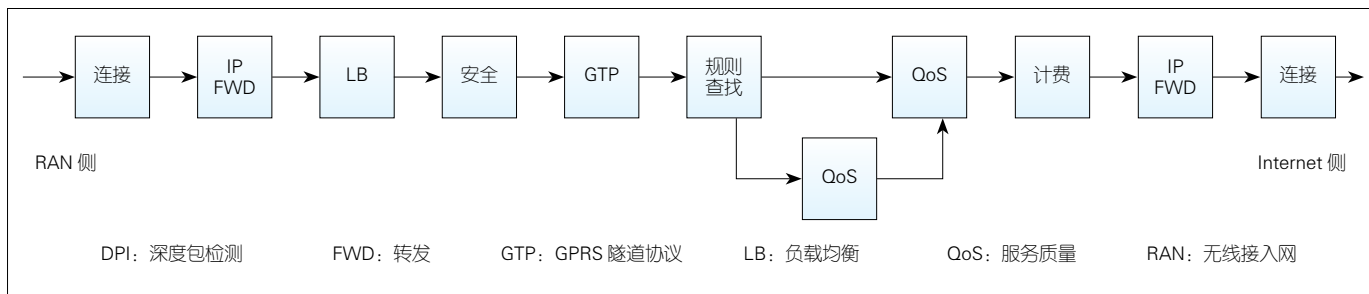 连接
IP
FWD
LB
安全
GTP
规则
查找
QoS
计费
IP
FWD
连接
RAN 侧
QoS
Internet 侧
DPI：深度包检测 FWD：转发 GTP：GPRS 隧道协议 LB：负载均衡 QoS：服务质量 RAN：无线接入网